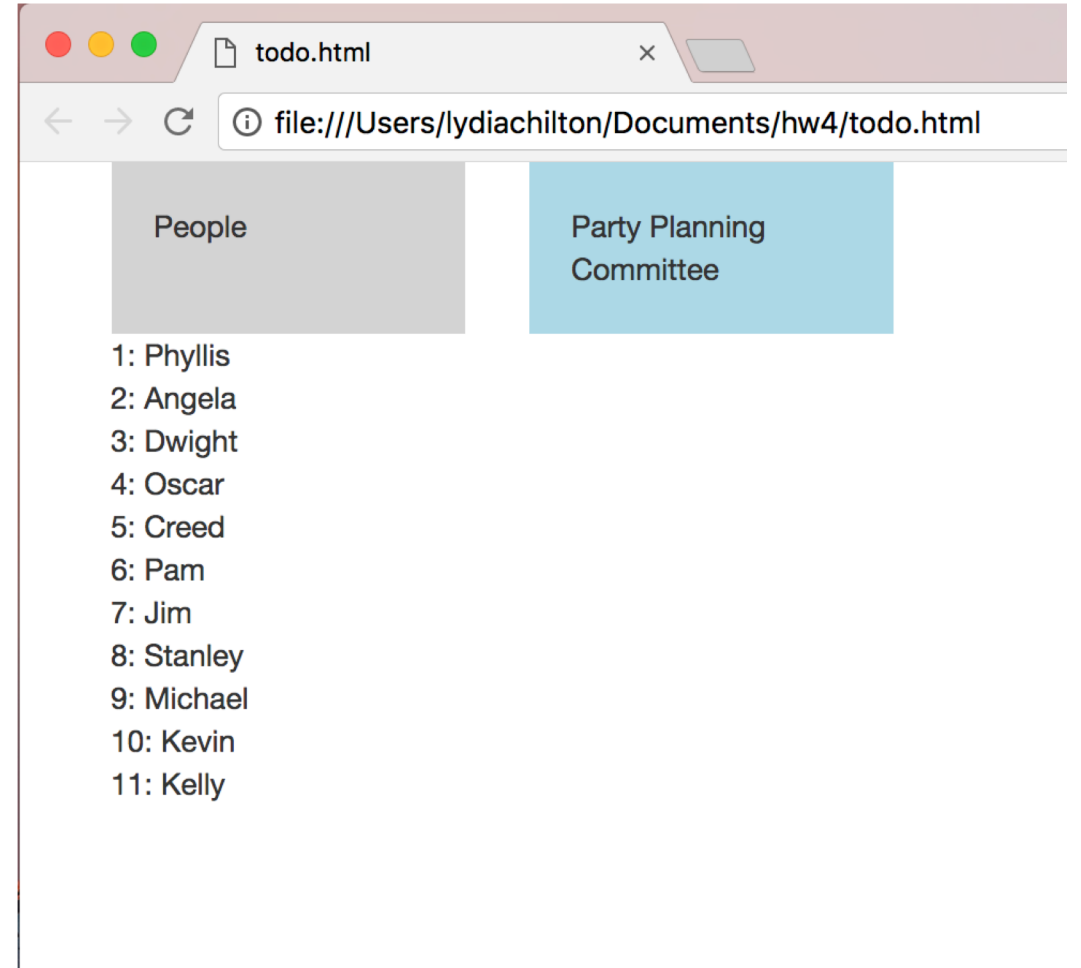 todo.html
file:///Users/lydiachilton/Documents/hw4/todo.html
People
Party Planning
Committee
1: Phyllis
2: Angela
3: Dwight
4: Oscar
5: Creed
6: Pam
7: Jim
8: Stanley
9: Michael
10: Kevin
11: Kelly